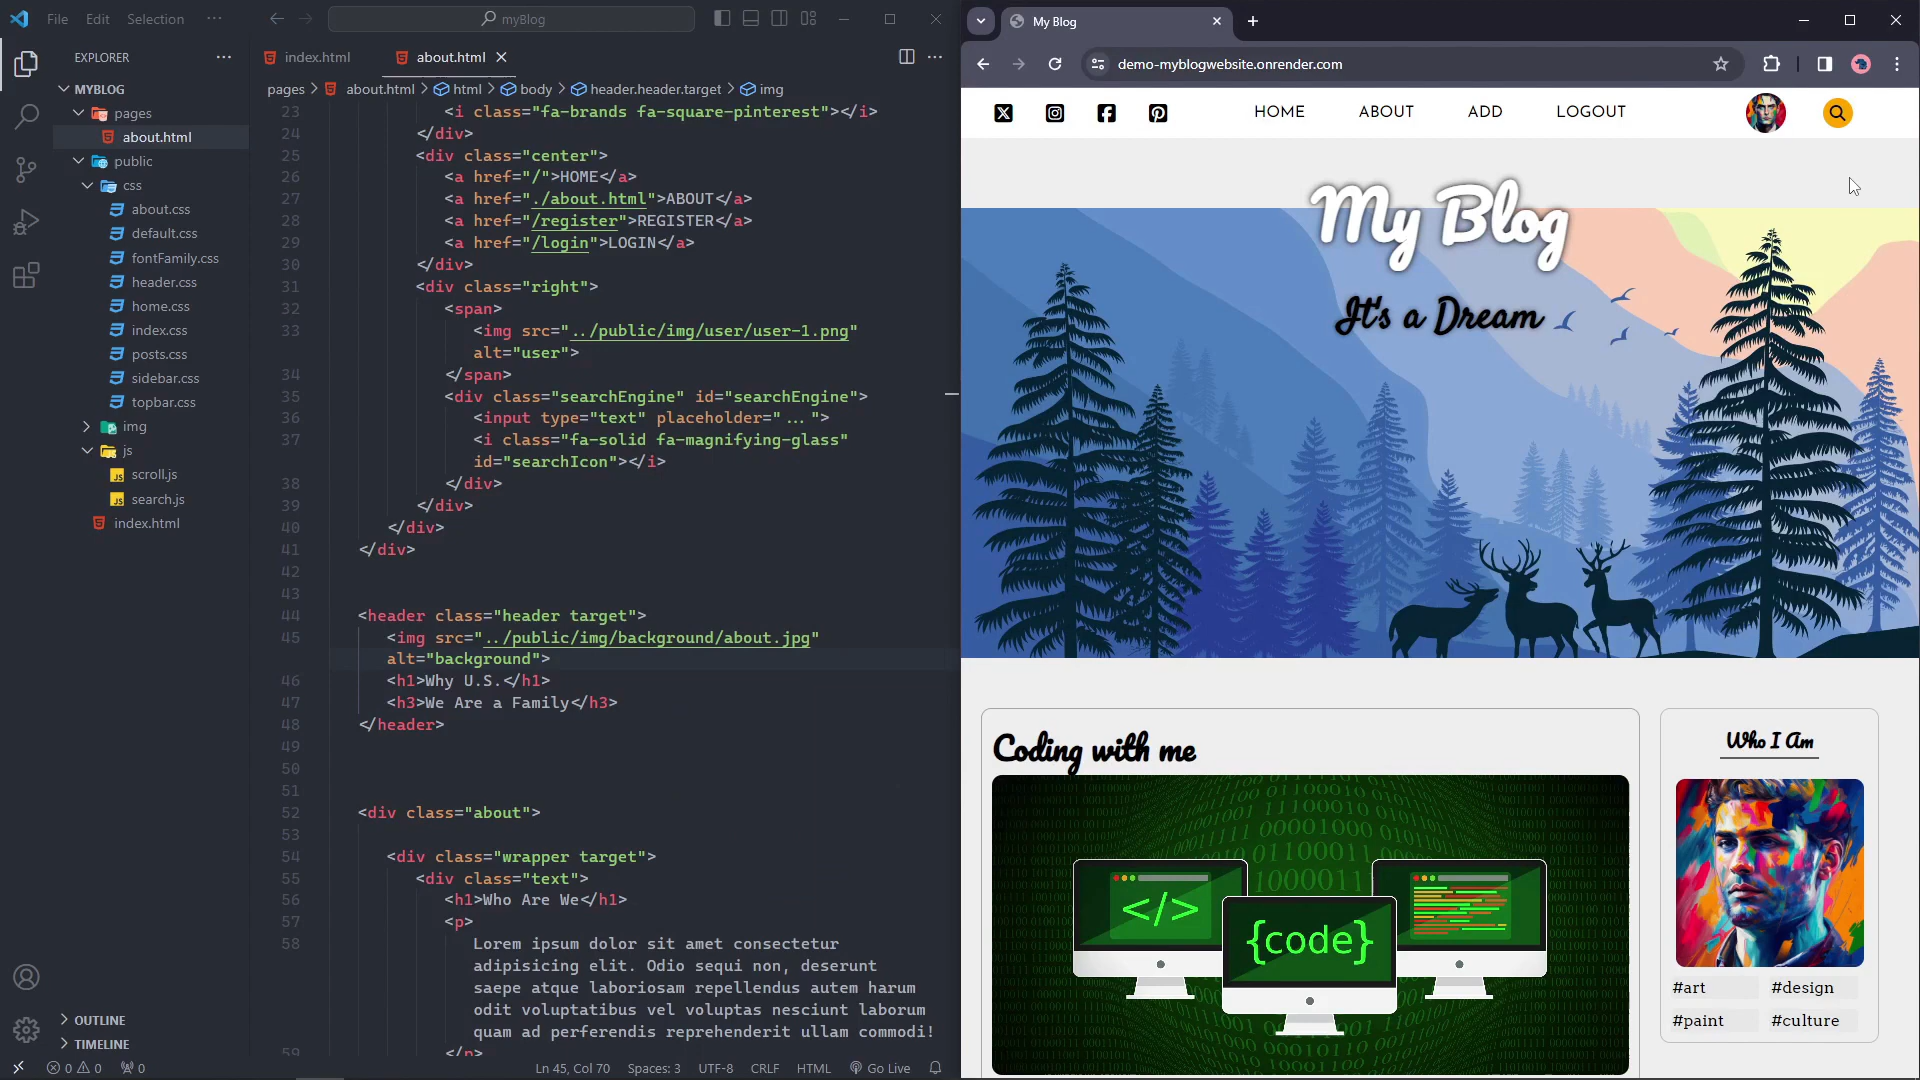 File Edit Selection ···
myBlog
My Blog
EXPLORER
index.html
about.html
demo-myblogwebsite.onrender.com
MYBLOG
pages
about.html
public
css
about.css
default.css
fontFamily.css
header.css
home.css
index.css
posts.css
sidebar.css
topbar.css
img
js
scroll.js
search.js
index.html
OUTLINE
TIMELINE
pages > about.html > html > body > header.header.target > img
23 <i class="fa-brands fa-square-pinterest"></i>
24 </div>
25 <div class="center">
26 <a href="/">HOME</a>
27 <a href="./about.html">ABOUT</a>
28 <a href="/register">REGISTER</a>
29 <a href="/login">LOGIN</a>
30 </div>
31 <div class="right">
32 <span>
33 <img src="../public/img/user/user-1.png"
alt="user">
34 </span>
35 <div class="searchEngine" id="searchEngine">
36 <input type="text" placeholder="...">
37 <i class="fa-solid fa-magnifying-glass"
id="searchIcon"></i>
38 </div>
39 </div>
40 </div>
41 </div>
42
43
44 <header class="header target">
45 <img src="../public/img/background/about.jpg"
alt="background">
46 <h1>Why U.S.</h1>
47 <h3>We Are a Family</h3>
48 </header>
49
50
51
52 <div class="about">
53
54 <div class="wrapper target">
55 <div class="text">
56 <h1>Who Are We</h1>
57 <p>
58 Lorem ipsum dolor sit amet consectetur
adipisicing elit. Odio sequi non, deserunt
saepe atque laboriosam repellendus autem harum
odit voluptatibus vel voluptas nesciunt laborum
quam ad perferendis reprehenderit ullam commodi!
59 </p>
0 0 0
Ln 45, Col 70 Spaces: 3 UTF-8 CRLF HTML Go Live
HOME ABOUT ADD LOGOUT
My Blog
It's a Dream
Coding with me
</>
{code}
Who I Am
#art #design
#paint #culture